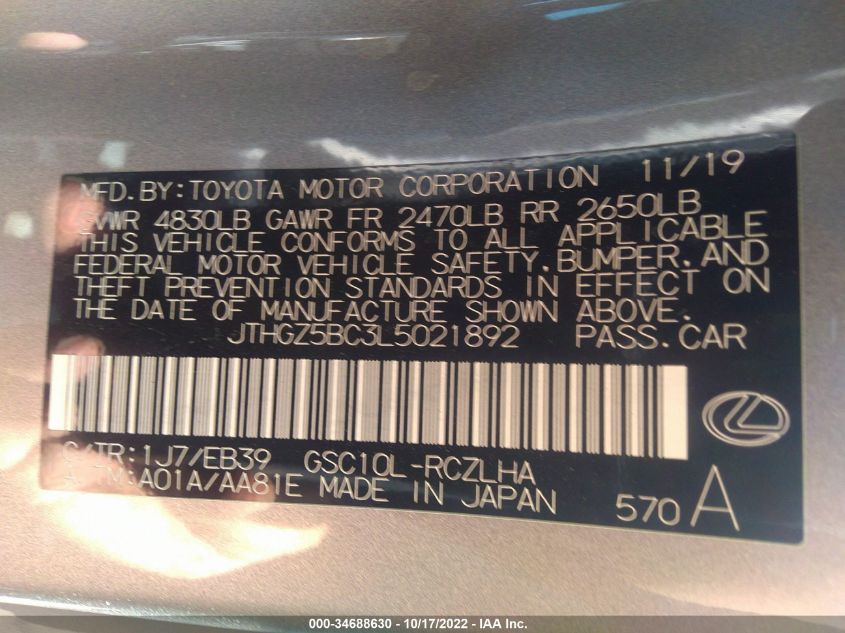 MFD.BY:TOYOTA MOTOR CORPORATION 11/19
GVWR 4830LB GAWR FR 2470LB RR 2650LB
THIS VEHICLE CONFORMS TO ALL APPLICABLE
FEDERAL MOTOR VEHICLE SAFETY,BUMPER,AND
THEFT PREVENTION STANDARDS IN EFFECT ON
THE DATE OF MANUFACTURE SHOWN ABOVE.
JTHGZ5BC3L5021892 PASS.CAR
C/TR:1J7/EB39 GSC10L-RCZLHA
A/TM:A01A/AA81E MADE IN JAPAN 570 A
000-34688630 - 10/17/2022 - IAA Inc.